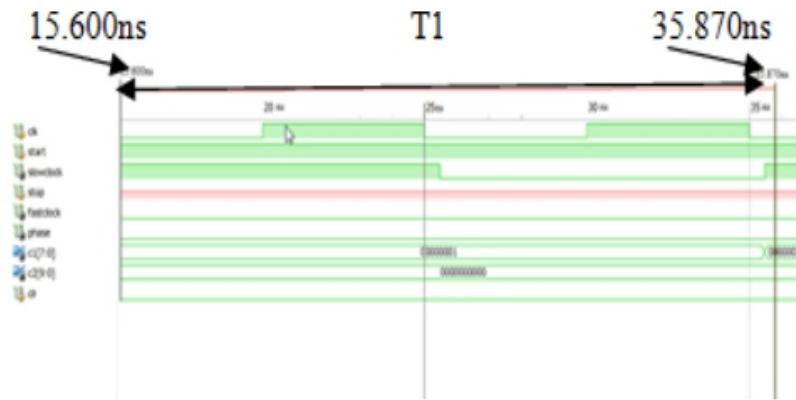 15.600ns T1 35.870ns
20 ns 25ns 30 ns 35 ns
clk
start
slowclock
stop
fastclock
phase
c1[7:0]
c2[9:0] 0000000000
clr